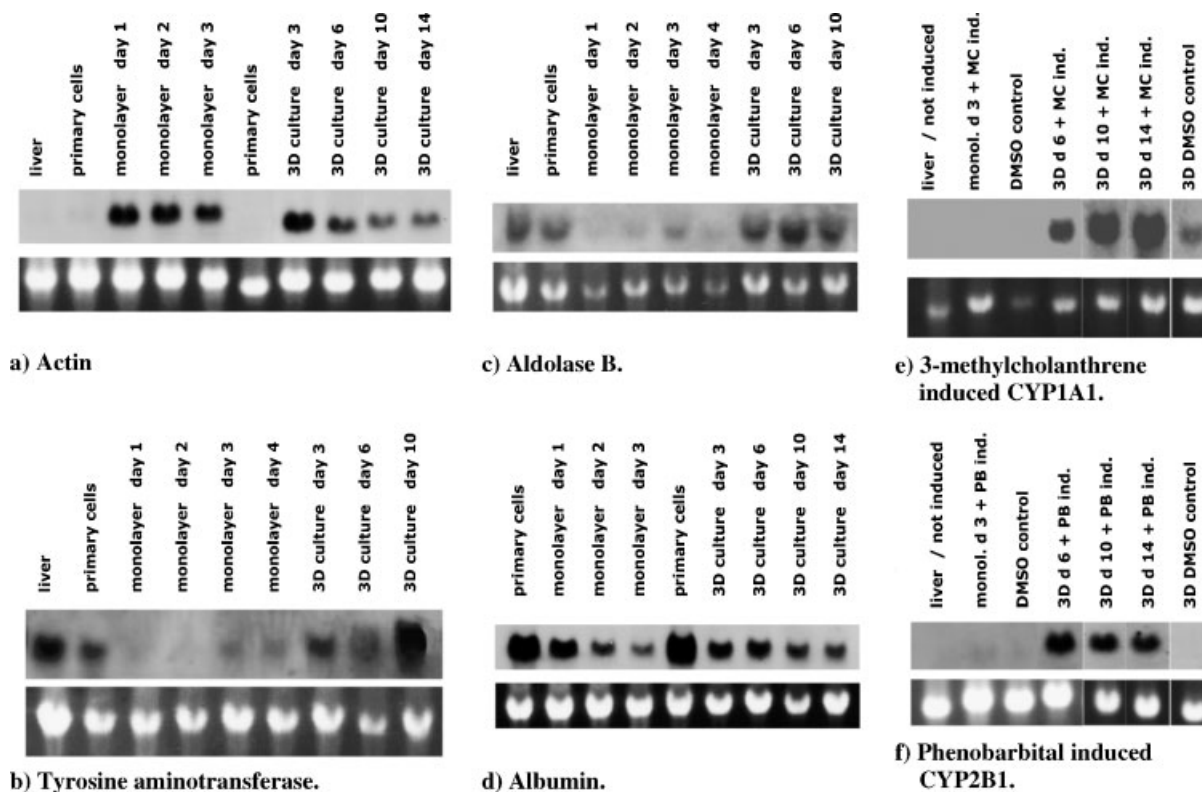 liver
primary cells
monolayer day 1
monolayer day 2
monolayer day 3
primary cells
3D culture day 3
3D culture day 6
3D culture day 10
3D culture day 14
a) Actin
liver
primary cells
monolayer day 1
monolayer day 2
monolayer day 3
monolayer day 4
3D culture day 3
3D culture day 6
3D culture day 10
c) Aldolase B.
liver / not induced
monol. d 3 + MC ind.
DMSO control
3D d 6 + MC ind.
3D d 10 + MC ind.
3D d 14 + MC ind.
3D DMSO control
e) 3-methylcholanthrene
induced CYP1A1.
liver
primary cells
monolayer day 1
monolayer day 2
monolayer day 3
monolayer day 4
3D culture day 3
3D culture day 6
3D culture day 10
b) Tyrosine aminotransferase.
primary cells
monolayer day 1
monolayer day 2
monolayer day 3
primary cells
3D culture day 3
3D culture day 6
3D culture day 10
3D culture day 14
d) Albumin.
liver / not induced
monol. d 3 + PB ind.
DMSO control
3D d 6 + PB ind.
3D d 10 + PB ind.
3D d 14 + PB ind.
3D DMSO control
f) Phenobarbital induced
CYP2B1.